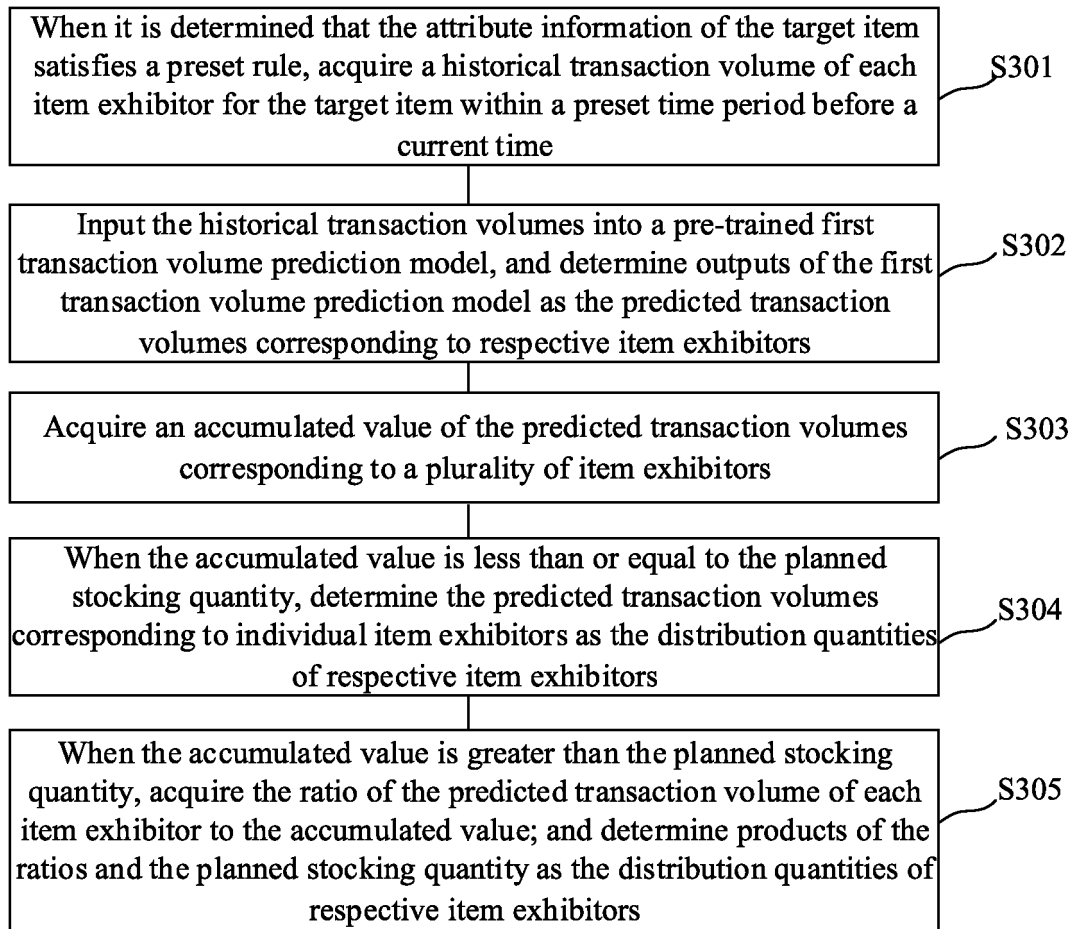 When it is determined that the attribute information of the target item
satisfies a preset rule, acquire a historical transaction volume of each
item exhibitor for the target item within a preset time period before a
current time
S301
Input the historical transaction volumes into a pre-trained first
transaction volume prediction model, and determine outputs of the first
transaction volume prediction model as the predicted transaction
volumes corresponding to respective item exhibitors
S302
Acquire an accumulated value of the predicted transaction volumes
corresponding to a plurality of item exhibitors
S303
When the accumulated value is less than or equal to the planned
stocking quantity, determine the predicted transaction volumes
corresponding to individual item exhibitors as the distribution quantities
of respective item exhibitors
S304
When the accumulated value is greater than the planned stocking
quantity, acquire the ratio of the predicted transaction volume of each
item exhibitor to the accumulated value; and determine products of the
ratios and the planned stocking quantity as the distribution quantities of
respective item exhibitors
S305